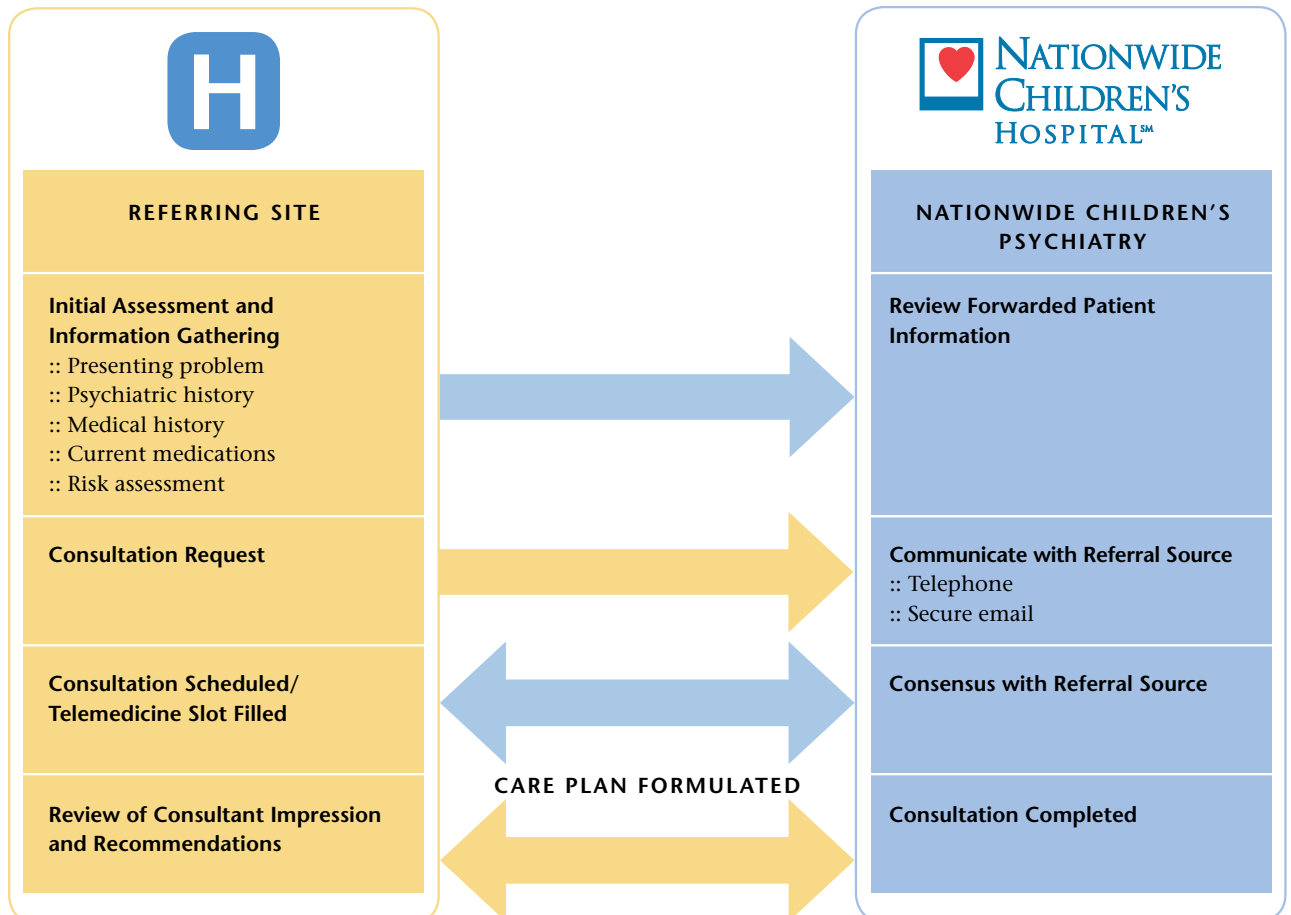 H
REFERRING SITE
Initial Assessment and
Information Gathering
:: Presenting problem
:: Psychiatric history
:: Medical history
:: Current medications
:: Risk assessment
Consultation Request
Consultation Scheduled/
Telemedicine Slot Filled
Review of Consultant Impression
and Recommendations
CARE PLAN FORMULATED
NATIONWIDE
CHILDREN'S
HOSPITAL℠
NATIONWIDE CHILDREN’S
PSYCHIATRY
Review Forwarded Patient
Information
Communicate with Referral Source
:: Telephone
:: Secure email
Consensus with Referral Source
Consultation Completed